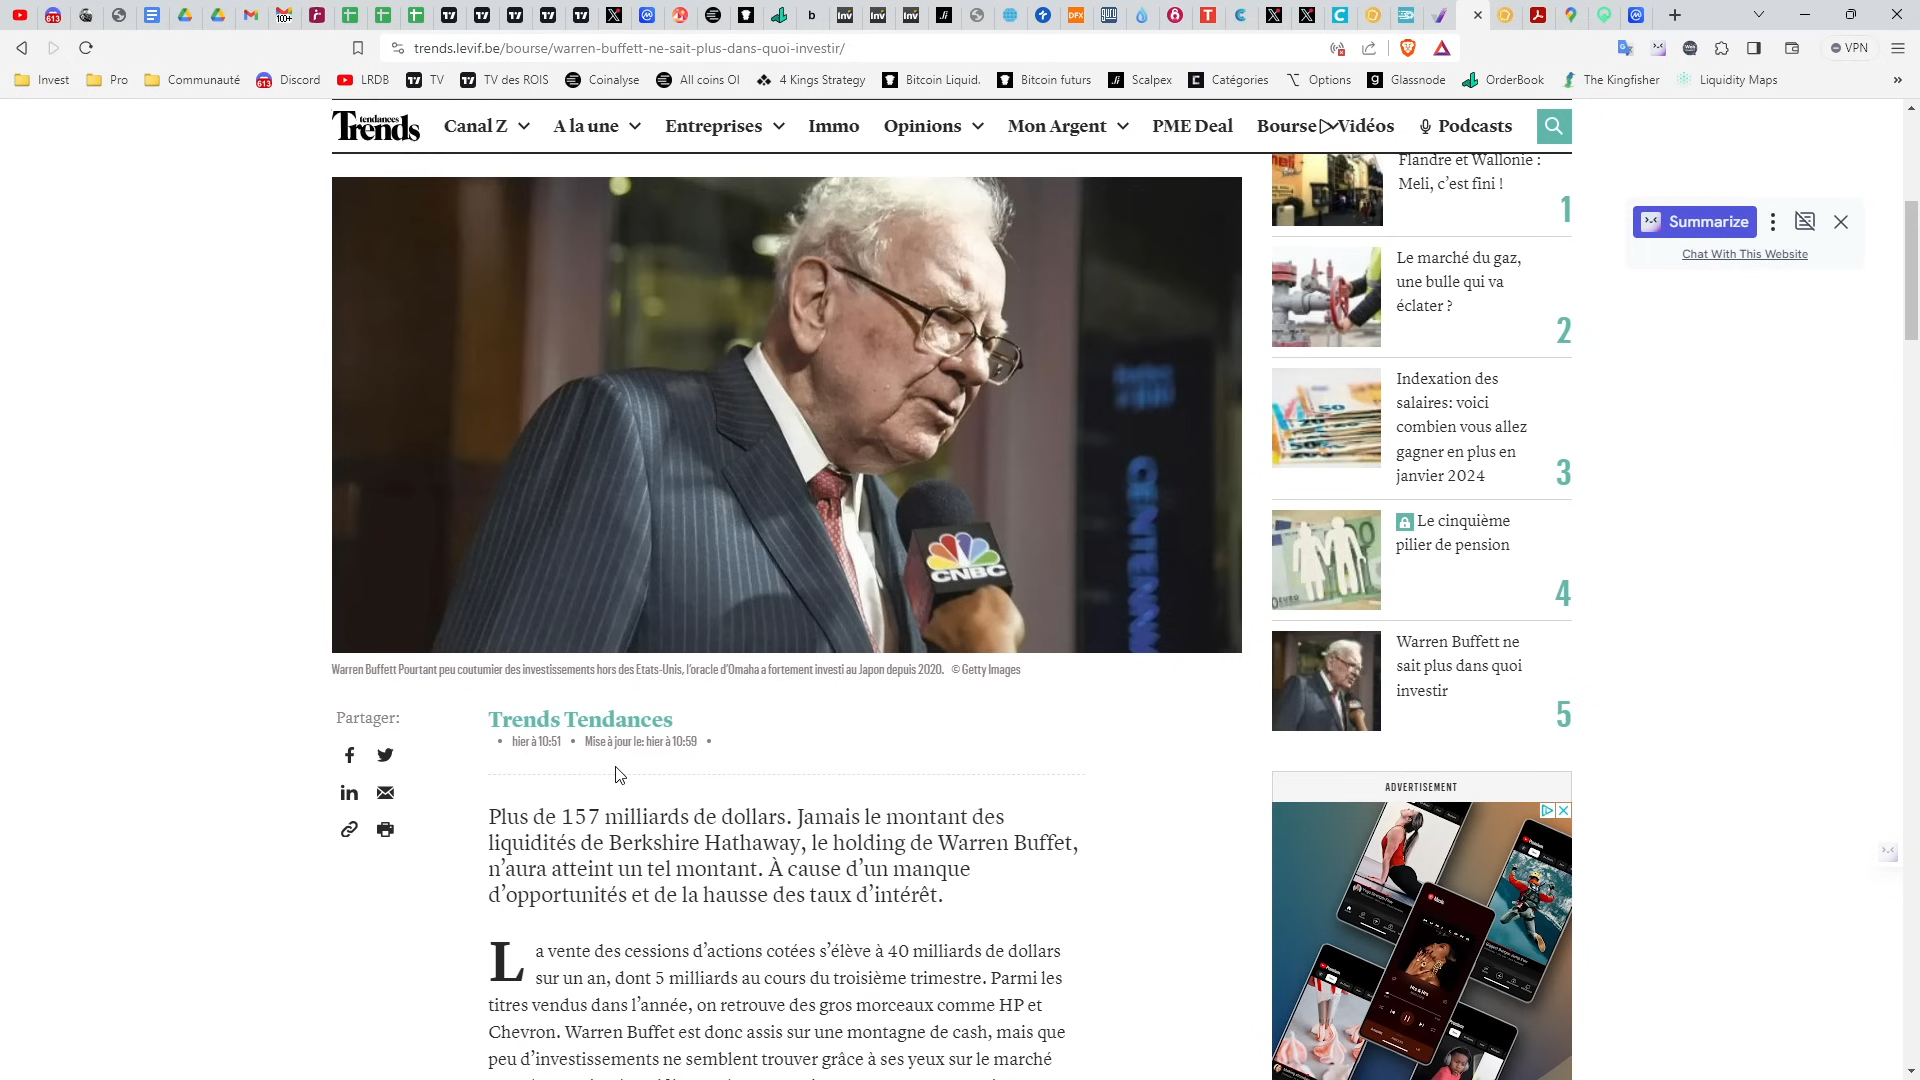 613
10+
trends.levif.be/bourse/warren-buffett-ne-sait-plus-dans-quoi-investir/
VPN
Invest
Pro
Communauté
Discord
LRDB
TV
TV des ROIS
Coinalyse
All coins OI
4 Kings Strategy
Bitcoin Liquid.
Bitcoin futurs
Scalpex
Catégories
Options
Glassnode
OrderBook
The Kingfisher
Liquidity Maps
»
tendances
Trends
Canal Z
A la une
Entreprises
Immo
Opinions
Mon Argent
PME Deal
Bourse
Vidéos
Podcasts
Flandre et Wallonie :
Meli, c’est fini !
1
Summarize
Chat With This Website
Le marché du gaz,
une bulle qui va
éclater ?
2
Indexation des
salaires: voici
combien vous allez
gagner en plus en
janvier 2024
3
Le cinquième
pilier de pension
4
Warren Buffett ne
sait plus dans quoi
investir
5
CNBC
Warren Buffett Pourtant peu coutumier des investissements hors des Etats-Unis, l’oracle d’Omaha a fortement investi au Japon depuis 2020. © Getty Images
Partager:
Trends Tendances
• hier à 10:51 • Mise à jour le: hier à 10:59 •
Plus de 157 milliards de dollars. Jamais le montant des
liquidités de Berkshire Hathaway, le holding de Warren Buffet,
n’aura atteint un tel montant. À cause d’un manque
d’opportunités et de la hausse des taux d’intérêt.
La vente des cessions d’actions cotées s’élève à 40 milliards de dollars
sur un an, dont 5 milliards au cours du troisième trimestre. Parmi les
titres vendus dans l’année, on retrouve des gros morceaux comme HP et
Chevron. Warren Buffet est donc assis sur une montagne de cash, mais que
peu d’investissements ne semblent trouver grâce à ses yeux sur le marché
ADVERTISEMENT